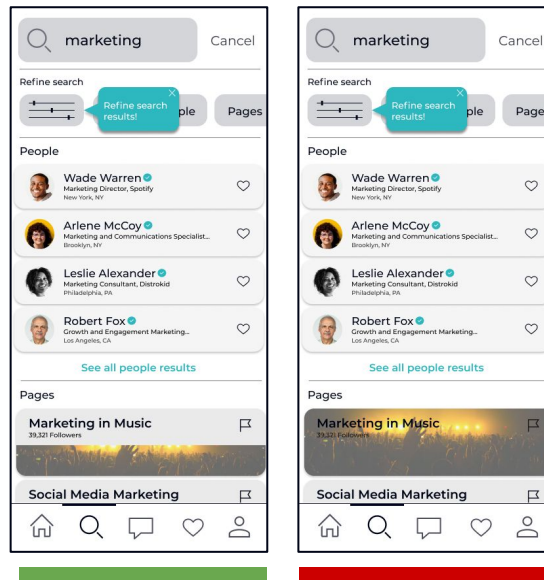 marketing
Cancel
Refine search
Refine search
results!
ple
Pages
People
Wade Warren
Marketing Director, Spotify
New York, NY
Arlene McCoy
Marketing and Communications Specialist...
Brooklyn, NY
Leslie Alexander
Marketing Consultant, Distrokid
Philadelphia, PA
Robert Fox
Growth and Engagement Marketing...
Los Angeles, CA
See all people results
Pages
Marketing in Music
39,321 Followers
Social Media Marketing
marketing
Cancel
Refine search
Refine search
results!
ple
Page
People
Wade Warren
Marketing Director, Spotify
New York, NY
Arlene McCoy
Marketing and Communications Specialist...
Brooklyn, NY
Leslie Alexander
Marketing Consultant, Distrokid
Philadelphia, PA
Robert Fox
Growth and Engagement Marketing...
Los Angeles, CA
See all people results
Pages
Marketing in Music
39,321 Followers
Social Media Marketing